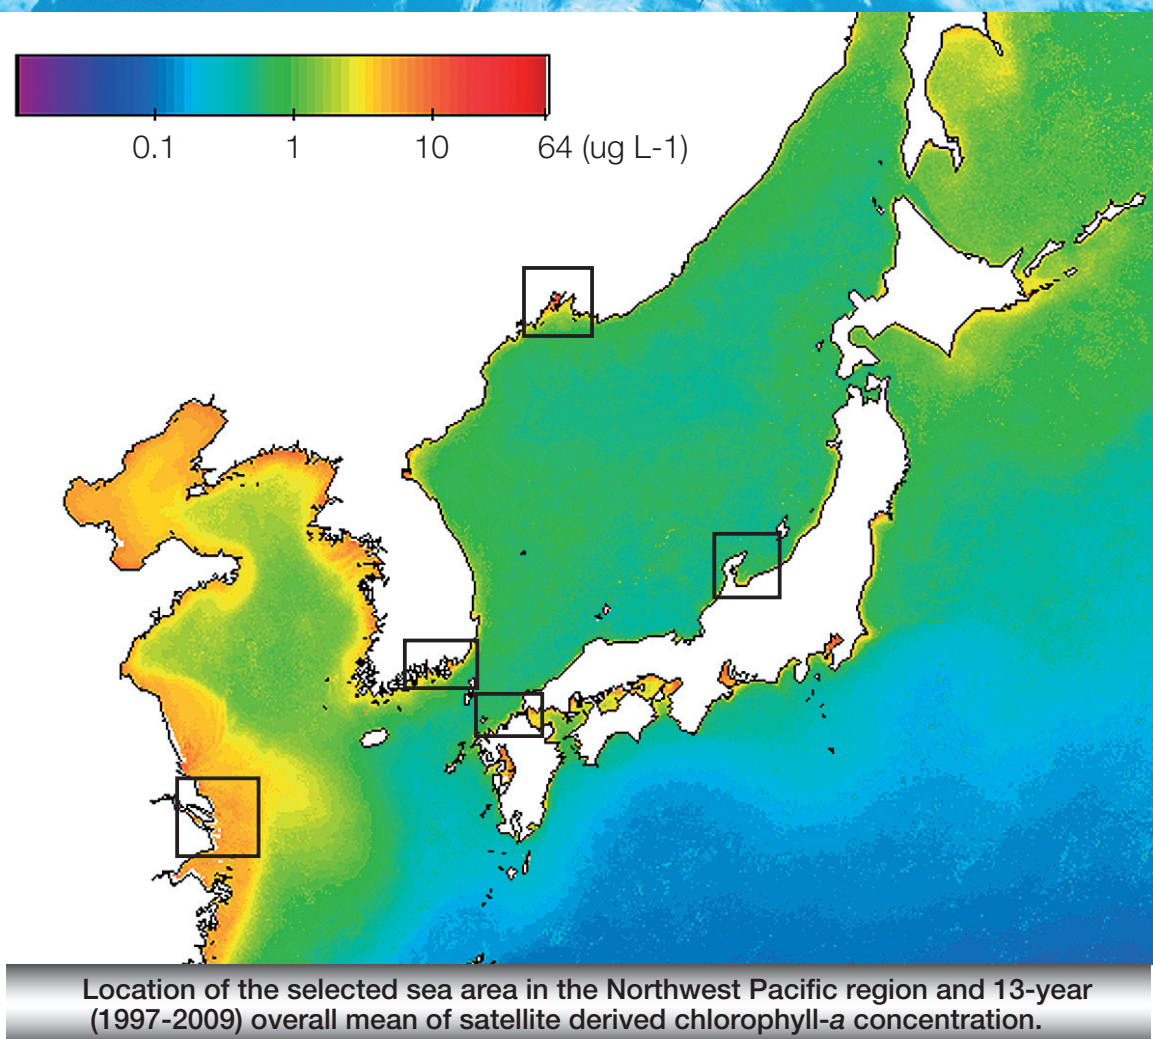 0.1 1 10 64 (ug L-1)
Location of the selected sea area in the Northwest Pacific region and 13-year
(1997-2009) overall mean of satellite derived chlorophyll-a concentration.